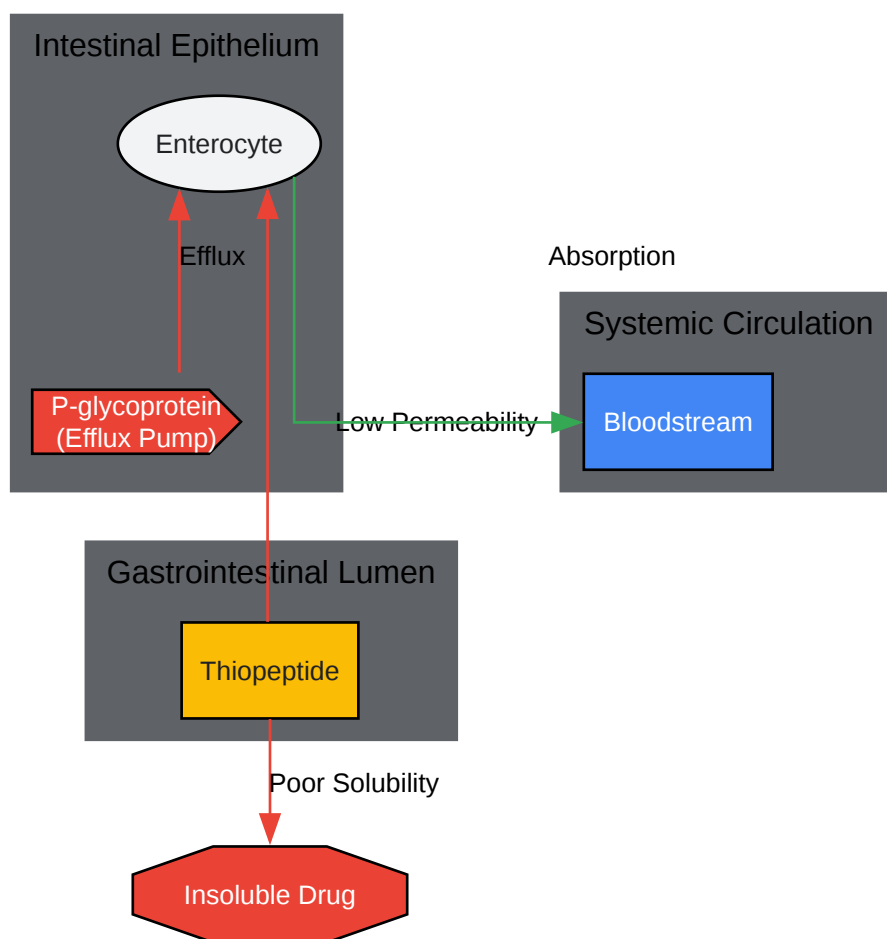 Intestinal Epithelium
Enterocyte
Efflux
Absorption
Systemic Circulation
P-glycoprotein
(Efflux Pump)
Low Permeability
Bloodstream
Gastrointestinal Lumen
Thiopeptide
Poor Solubility
Insoluble Drug